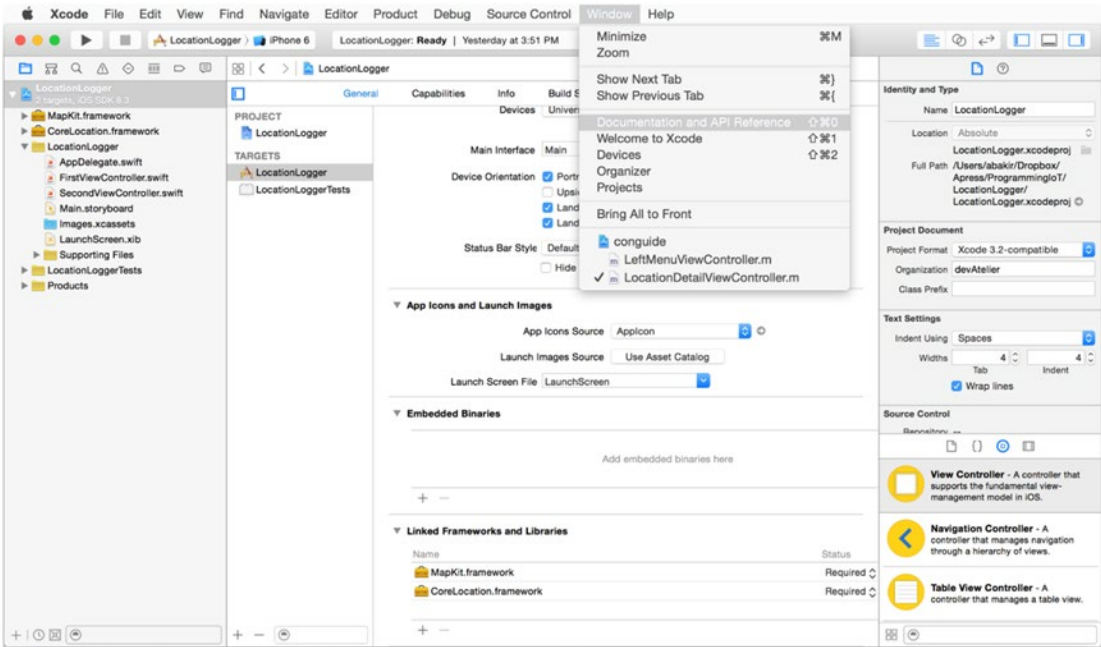 Xcode File Edit View Find Navigate Editor Product Debug Source Control Window Help
LocationLogger iPhone 6 LocationLogger: Ready | Yesterday at 3:51 PM
LocationLogger
2 targets, iOS SDK 8.3
MapKit.framework
CoreLocation.framework
LocationLogger
AppDelegate.swift
FirstViewController.swift
SecondViewController.swift
Main.storyboard
Images.xcassets
LaunchScreen.xib
Supporting Files
LocationLoggerTests
Products
LocationLogger
General Capabilities Info Build S
PROJECT
LocationLogger
TARGETS
LocationLogger
LocationLoggerTests
Devices Univers
Main Interface Main
Device Orientation Portr
Upsi
Land
Land
Status Bar Style Default
Hide
App Icons and Launch Images
App Icons Source AppIcon
Launch Images Source Use Asset Catalog
Launch Screen File LaunchScreen
Embedded Binaries
Add embedded binaries here
Linked Frameworks and Libraries
Name Status
MapKit.framework Required
CoreLocation.framework Required
Minimize ⌘M
Zoom
Show Next Tab ⌘}
Show Previous Tab ⌘{
Documentation and API Reference ⇧⌘0
Welcome to Xcode ⇧⌘1
Devices ⇧⌘2
Organizer
Projects
Bring All to Front
conguide
LeftMenuViewController.m
✓ LocationDetailViewController.m
Identity and Type
Name LocationLogger
Location Absolute
LocationLogger.xcodeproj
Full Path /Users/abakir/Dropbox/
Apress/ProgrammingIoT/
LocationLogger/
LocationLogger.xcodeproj
Project Document
Project Format Xcode 3.2-compatible
Organization devAtelier
Class Prefix
Text Settings
Indent Using Spaces
Widths 4 4
Tab Indent
Wrap lines
Source Control
Repository --
View Controller - A controller that
supports the fundamental view-
management model in iOS.
Navigation Controller - A
controller that manages navigation
through a hierarchy of views.
Table View Controller - A
controller that manages a table view.